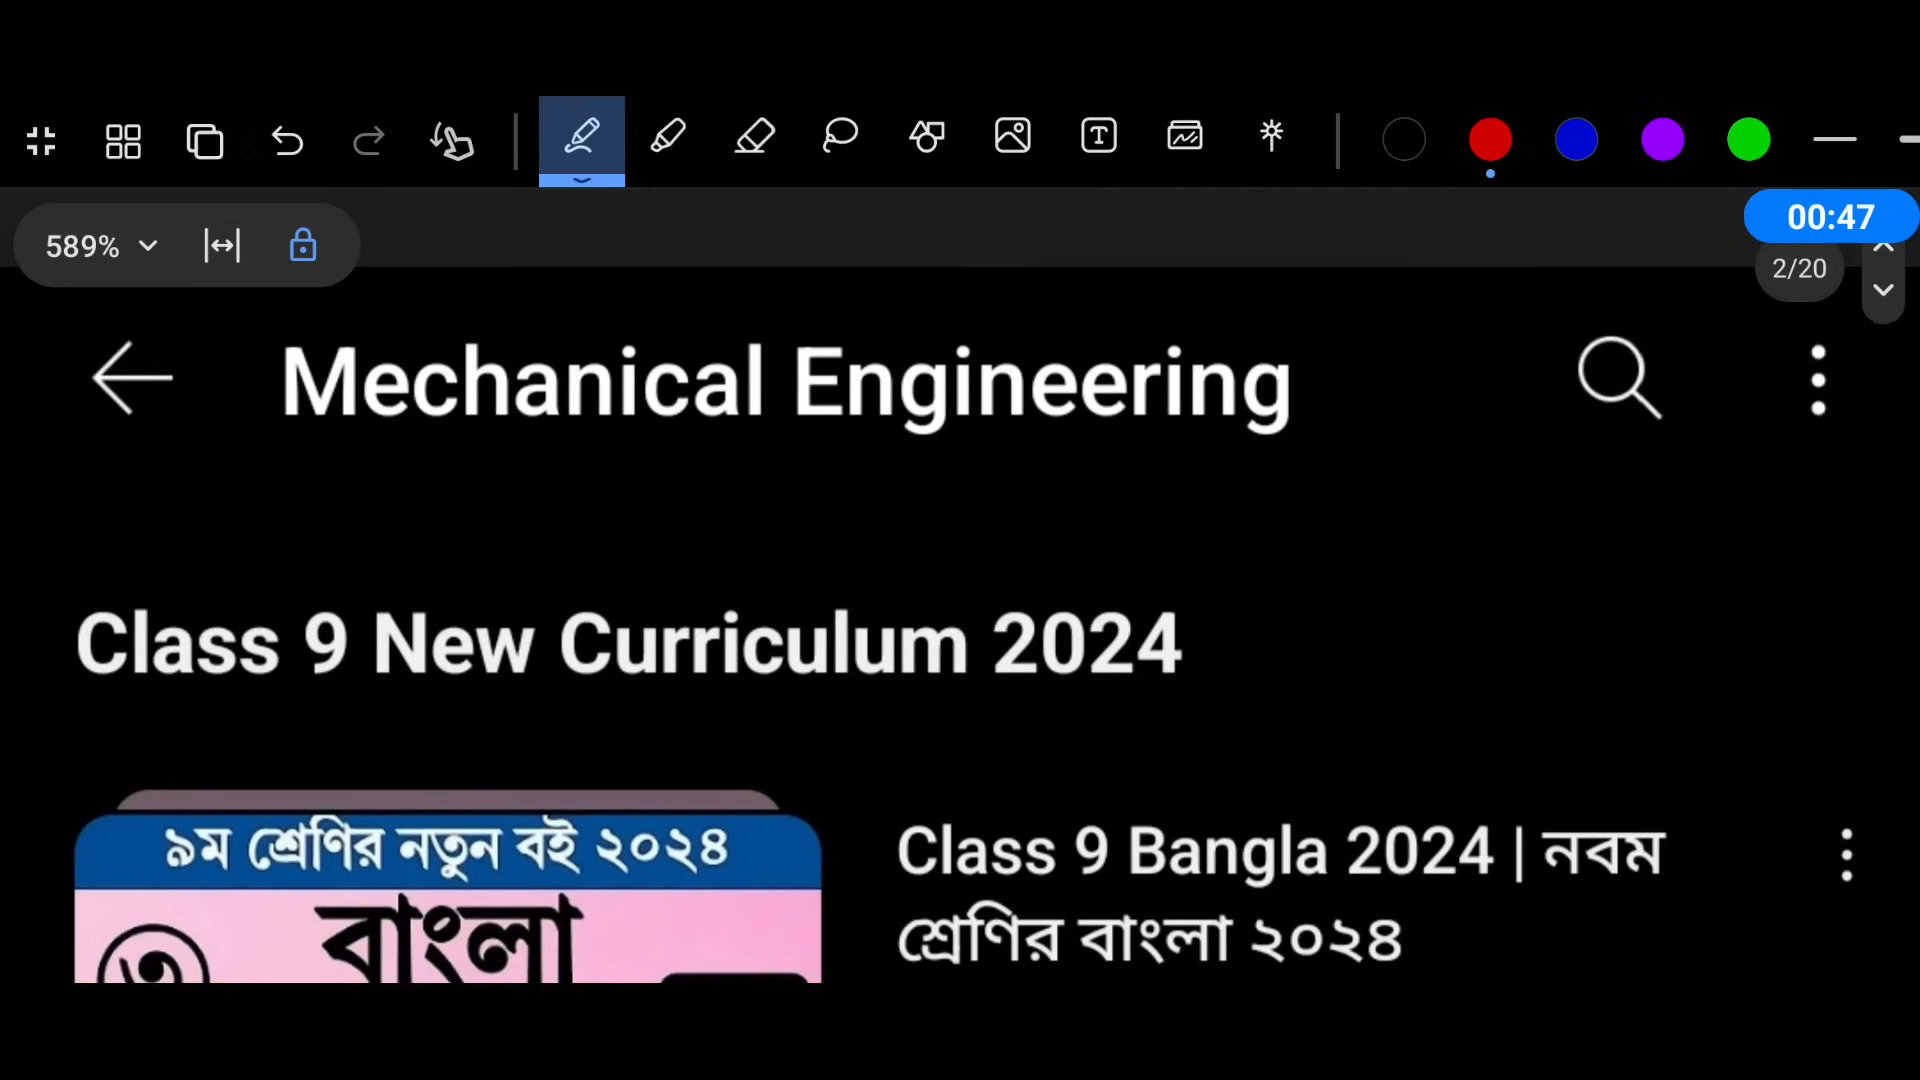 589%
00:47
2/20
Mechanical Engineering
Class 9 New Curriculum 2024
৯ম শ্রেণির নতুন বই ২০২৪
বাংলা
৩
Class 9 Bangla 2024 | নবম
শ্রেণির বাংলা ২০২৪